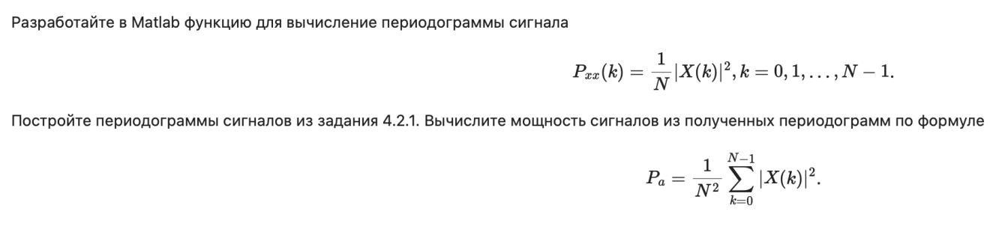 Разработайте в Matlab функцию для вычисление периодограммы сигнала
P_{xx}(k) = \frac{1}{N}|X(k)|^2, k = 0, 1, \ldots, N − 1.
Постройте периодограммы сигналов из задания 4.2.1. Вычислите мощность сигналов из полученных периодограмм по формуле
P_a = \frac{1}{N^2} \sum_{k=0}^{N-1} |X(k)|^2.